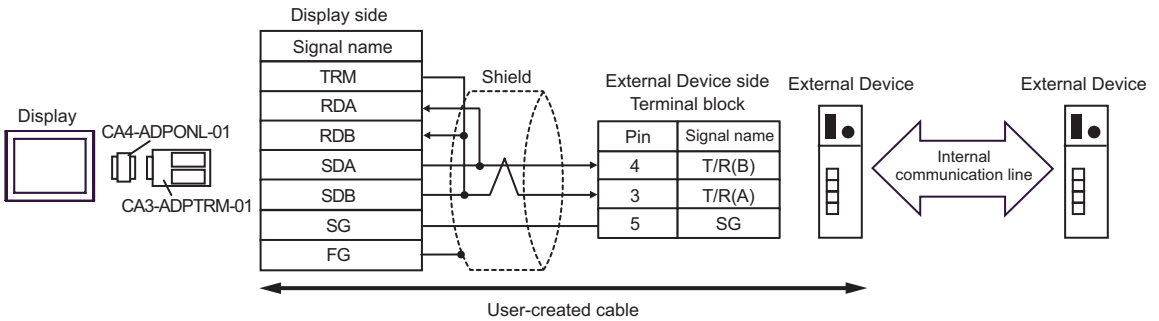 Display side
Signal name
TRM
RDA
RDB
SDA
SDB
SG
FG
Shield
External Device side
Terminal block
Pin Signal name
4 T/R(B)
3 T/R(A)
5 SG
External Device
External Device
Display
CA4-ADPONL-01
CA3-ADPTRM-01
Internal
communication line
User-created cable